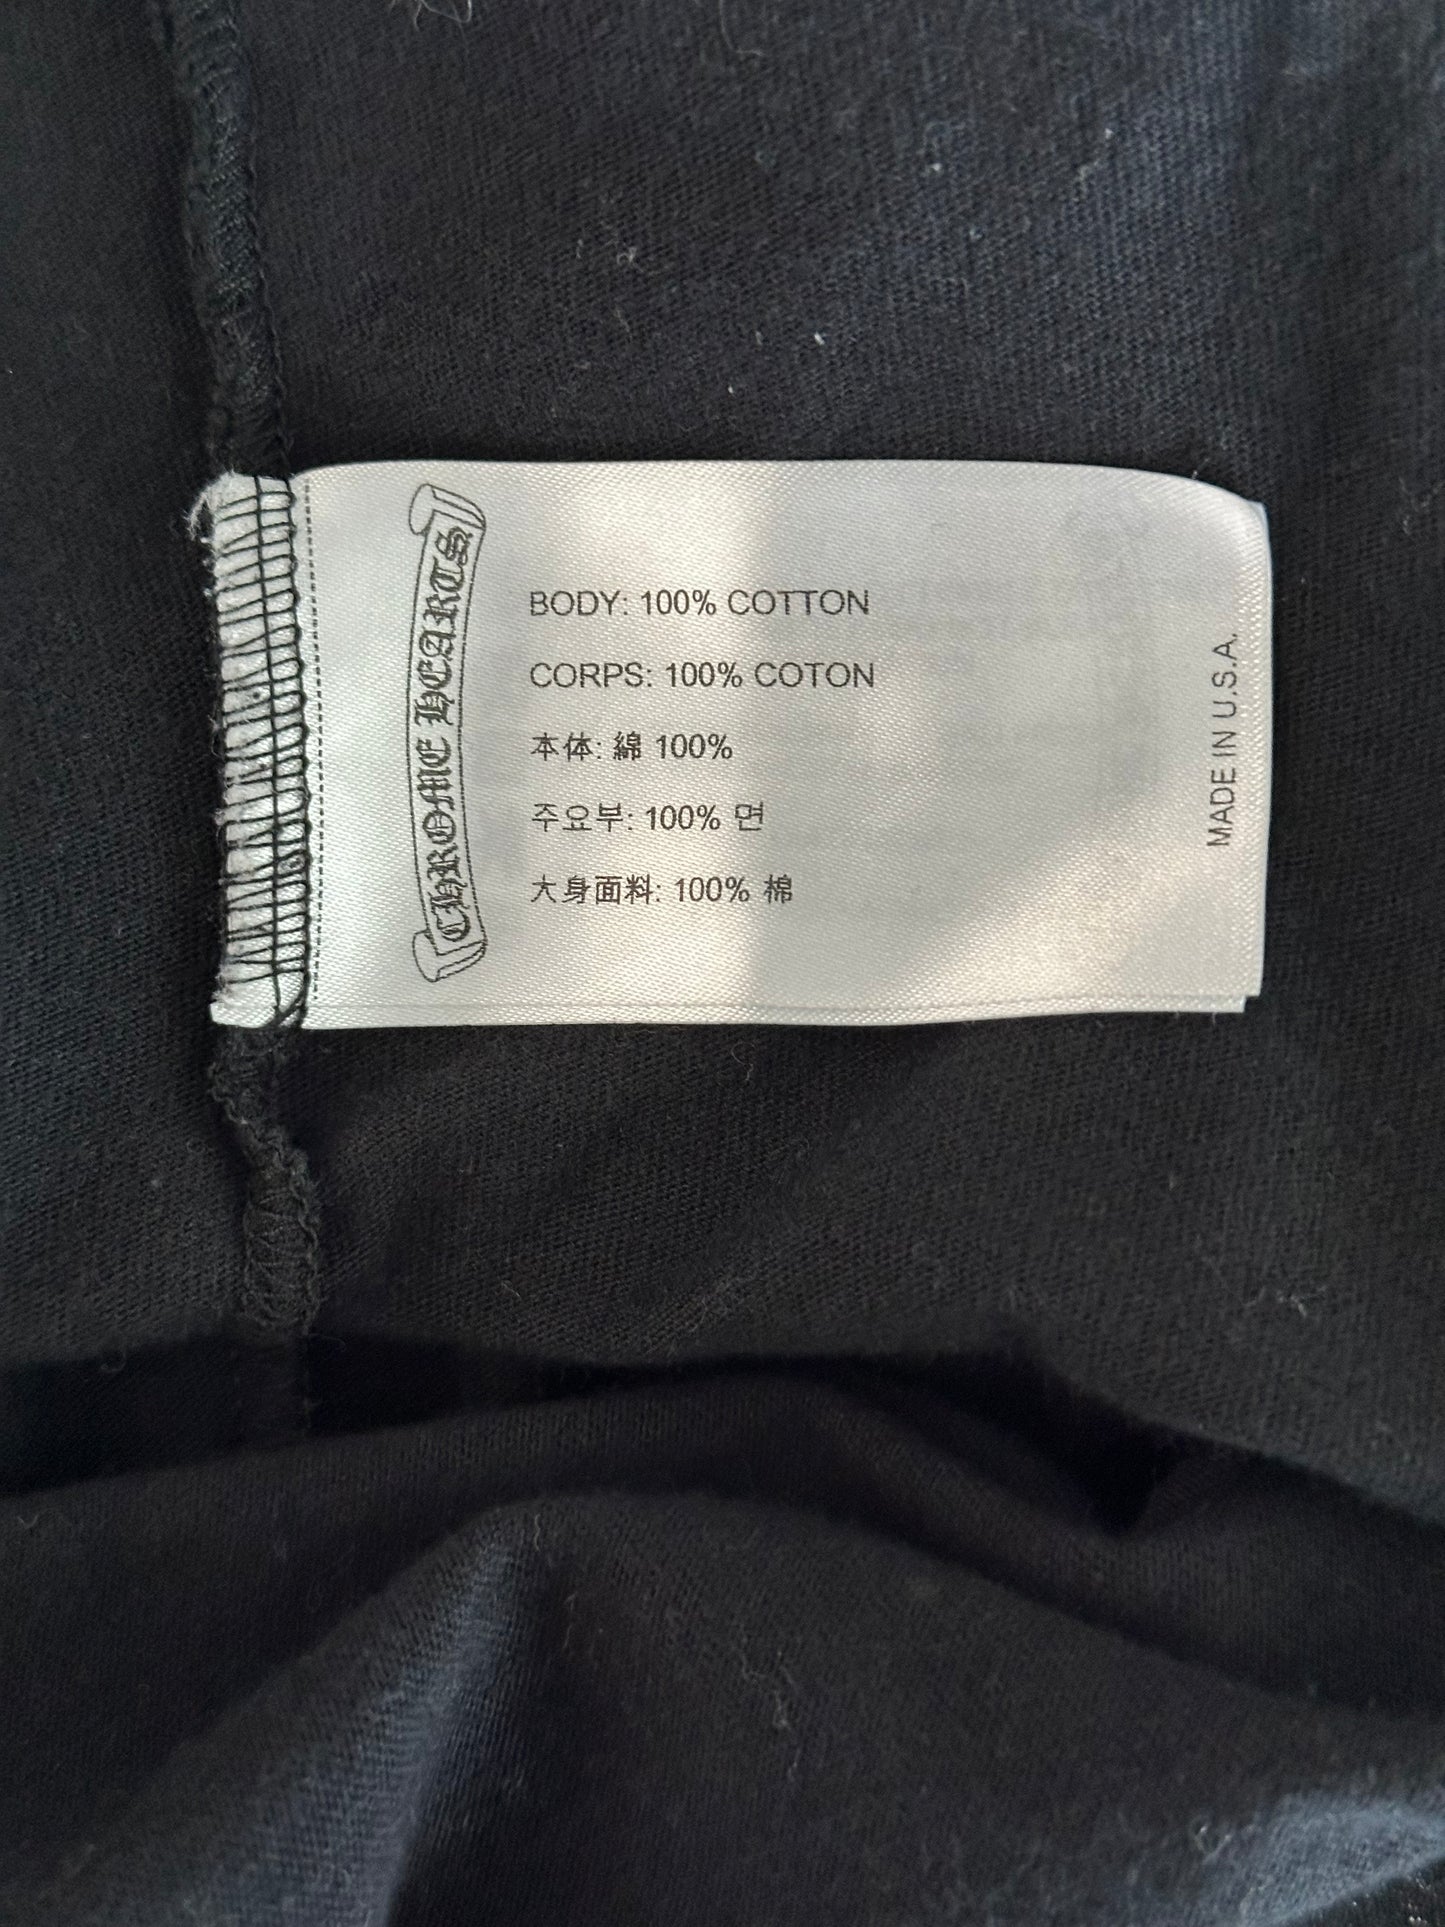 CHROME HEARTS
BODY: 100% COTTON
CORPS: 100% COTON
本体: 綿 100%
주요부: 100% 면
大身面料: 100% 棉
MADE IN U.S.A.